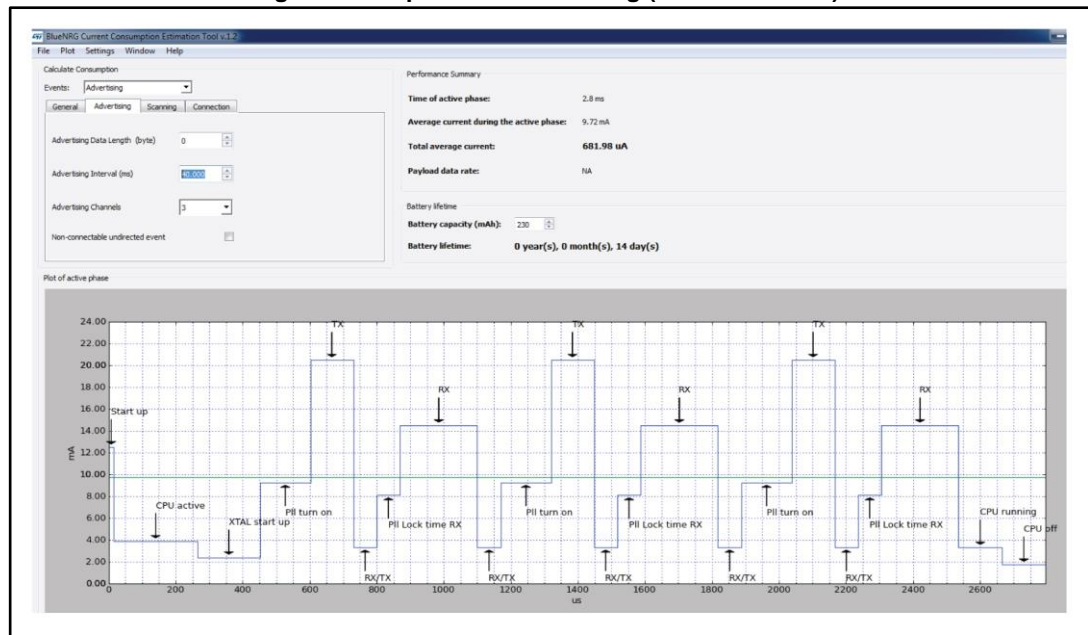 BlueNRG Current Consumption Estimation Tool v.1.2
File Plot Settings Window Help
Calculate Consumption
Events: Advertising
General Advertising Scanning Connection
Advertising Data Length (byte) 0
Advertising Interval (ms) 40.000
Advertising Channels 3
Non-connectable undirected event
Performance Summary
Time of active phase: 2.8 ms
Average current during the active phase: 9.72 mA
Total average current: 681.98 uA
Payload data rate: NA
Battery lifetime
Battery capacity (mAh): 230
Battery lifetime: 0 year(s), 0 month(s), 14 day(s)
Plot of active phase
24.00
22.00
20.00
18.00
16.00
14.00
12.00
10.00
8.00
6.00
4.00
2.00
0.00
mA
TX TX TX
RX RX RX
Start up
CPU active
XTAL start up
Pll turn on Pll Lock time RX Pll turn on Pll Lock time RX Pll turn on Pll Lock time RX
CPU running
CPU off
RX/TX RX/TX RX/TX RX/TX RX/TX
0 200 400 600 800 1000 1200 1400 1600 1800 2000 2200 2400 2600
us